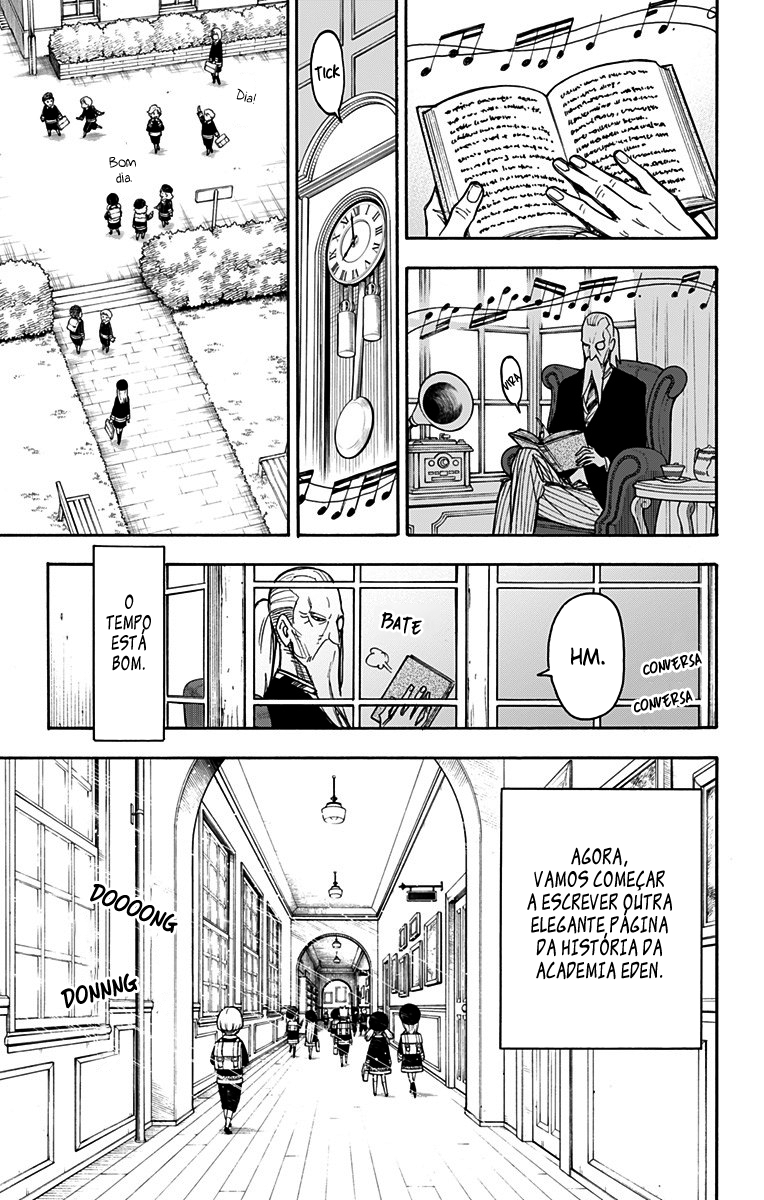 TICK
VIRA
Dia!
Bom
dia.
HM.
CONVERSA
CONVERSA
BATE
O
TEMPO
ESTÁ
BOM.
AGORA,
VAMOS COMEÇAR
A ESCREVER OUTRA
ELEGANTE PÁGINA
DA HISTÓRIA DA
ACADEMIA EDEN.
DOOOONG
DONNNG